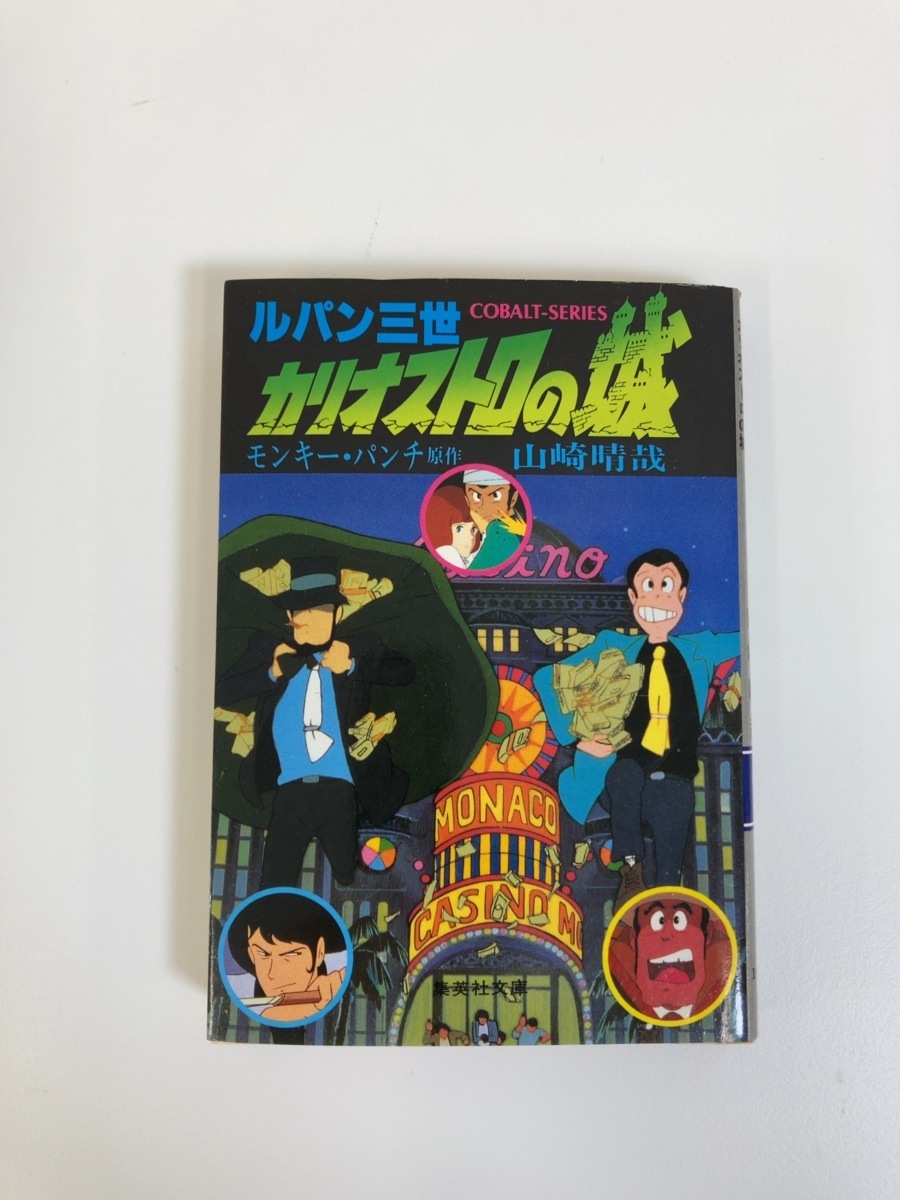 ルパン三世 COBALT-SERIES
カリオストロの城
モンキー・パンチ原作 山崎晴哉
Casino
MONACO
CASINO MO
集英社文庫